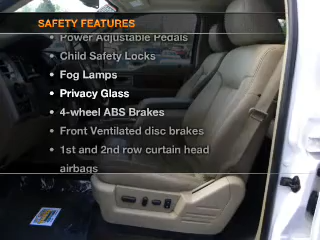 SAFETY FEATURES
• Power Adjustable Pedals
• Child Safety Locks
• Fog Lamps
• Privacy Glass
• 4-wheel ABS Brakes
• Front Ventilated disc brakes
• 1st and 2nd row curtain head
airbags